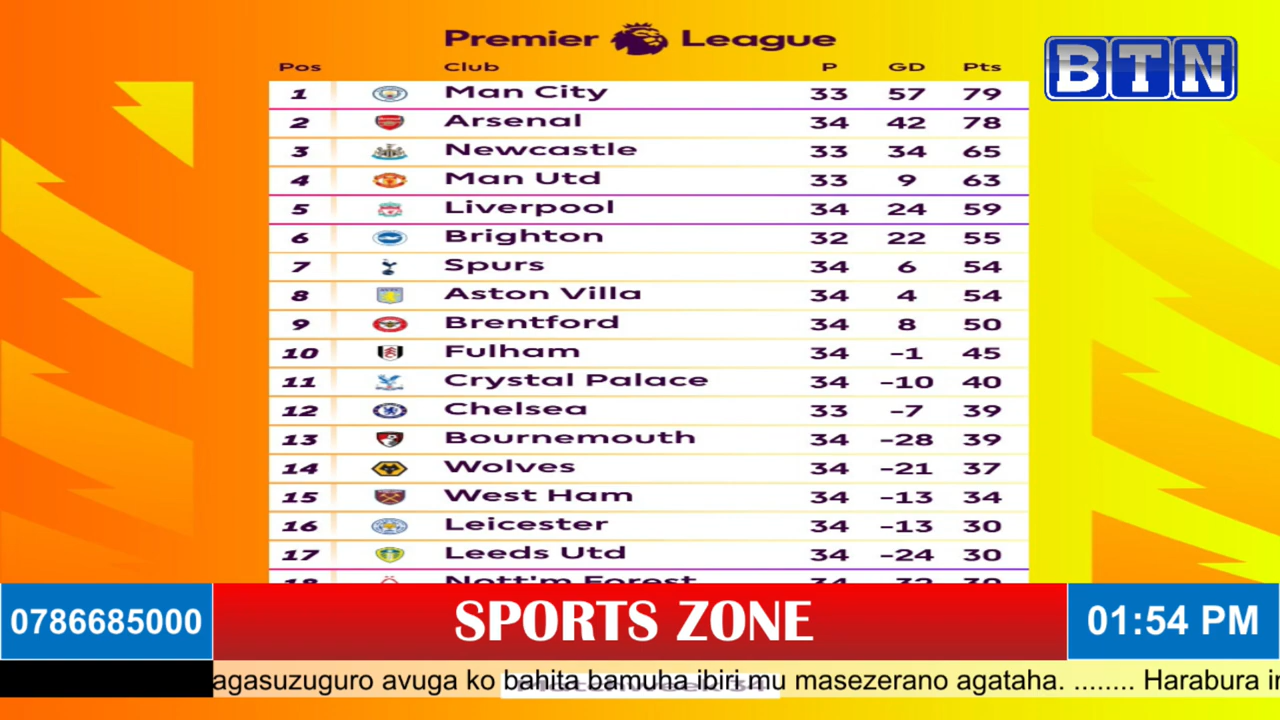 Premier League
BTN
Pos Club P GD Pts
1 Man City 33 57 79
2 Arsenal 34 42 78
3 Newcastle 33 34 65
4 Man Utd 33 9 63
5 Liverpool 34 24 59
6 Brighton 32 22 55
7 Spurs 34 6 54
8 Aston Villa 34 4 54
9 Brentford 34 8 50
10 Fulham 34 -1 45
11 Crystal Palace 34 -10 40
12 Chelsea 33 -7 39
13 Bournemouth 34 -28 39
14 Wolves 34 -21 37
15 West Ham 34 -13 34
16 Leicester 34 -13 30
17 Leeds Utd 34 -24 30
18 Nott'm Forest 34 -32 30
0786685000 SPORTS ZONE 01:54 PM
agasuzuguro avuga ko bahita bamuha ibiri mu masezerano agataha. ........ Harabura